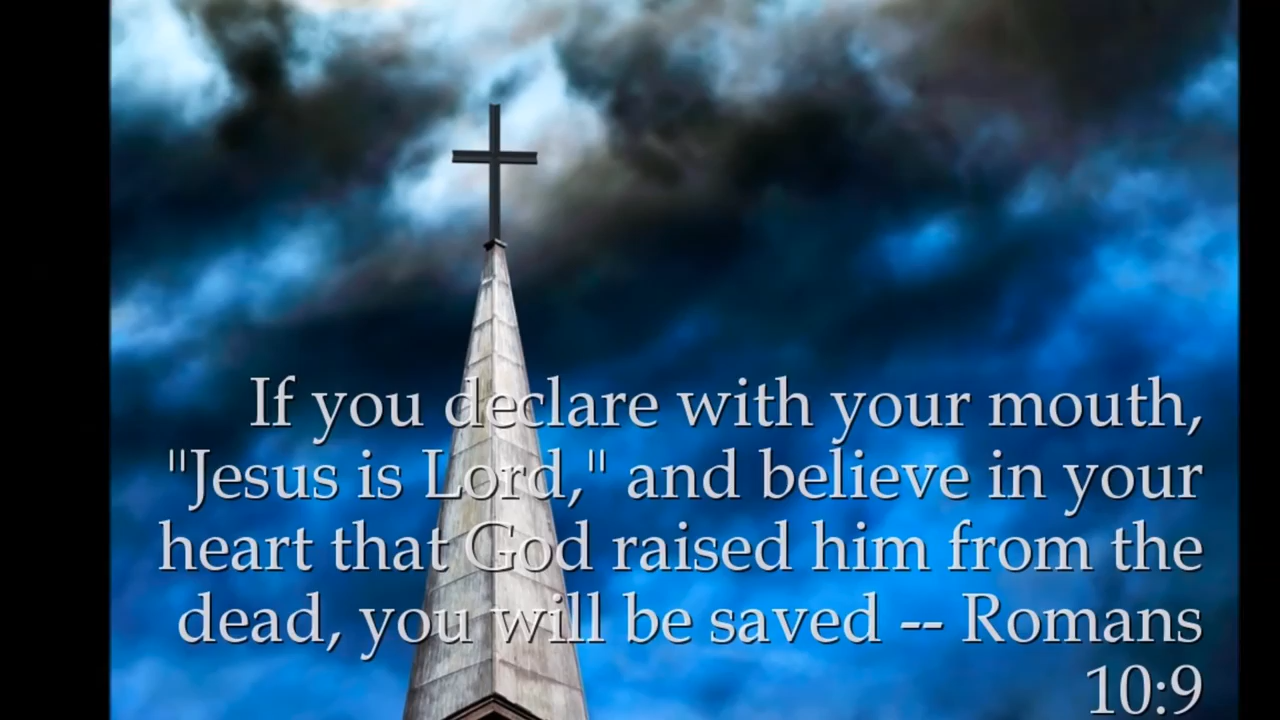 If you declare with your mouth,
"Jesus is Lord," and believe in your
heart that God raised him from the
dead, you will be saved -- Romans
10:9